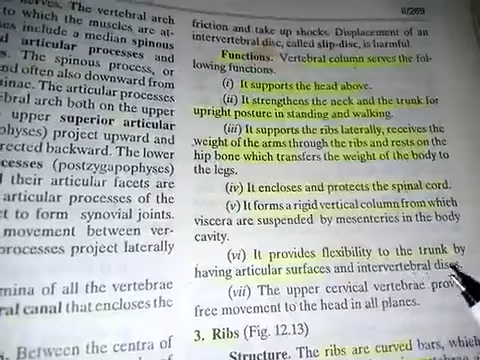 nerves. The vertebral arch
to which the muscles are at-
es include a median spinous
d articular processes and
s. The spinous process, or
nd often also downward from
inae. The articular processes
bral arch both on the upper
upper superior articular
physes) project upward and
rected backward. The lower
cesses (postzygapophyses)
their articular facets are
articular processes of the
t to form synovial joints.
movement between ver-
processes project laterally
mina of all the vertebrae
ral canal that encloses the
Between the centra of
II/269
friction and take up shocks. Displacement of an
intervertebral disc, called slip-disc, is harmful.
Functions. Vertebral column serves the fol-
lowing functions.
(i) It supports the head above.
(ii) It strengthens the neck and the trunk for
upright posture in standing and walking.
(iii) It supports the ribs laterally, receives the
weight of the arms through the ribs and rests on the
hip bone which transfers the weight of the body to
the legs.
(iv) It encloses and protects the spinal cord.
(v) It forms a rigid vertical column from which
viscera are suspended by mesenteries in the body
cavity.
(vi) It provides flexibility to the trunk by
having articular surfaces and intervertebral discs.
(vii) The upper cervical vertebrae prov
free movement to the head in all planes.
3. Ribs (Fig. 12.13)
Structure. The ribs are curved bars, which